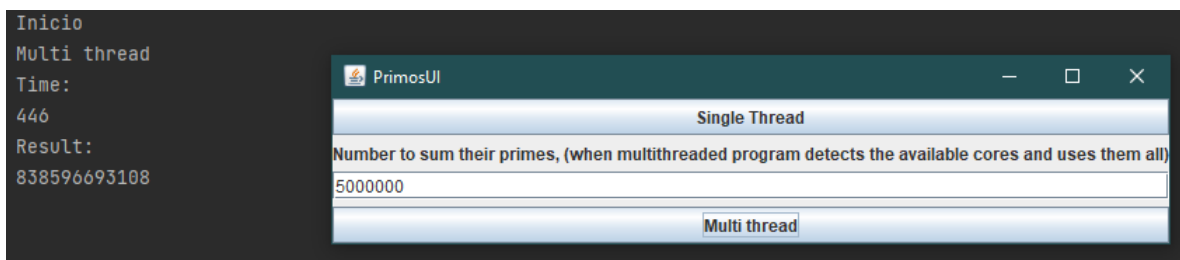 Inicio
Multi thread
Time:
446
Result:
838596693108
PrimosUI
Single Thread
Number to sum their primes, (when multithreaded program detects the available cores and uses them all)
5000000
Multi thread